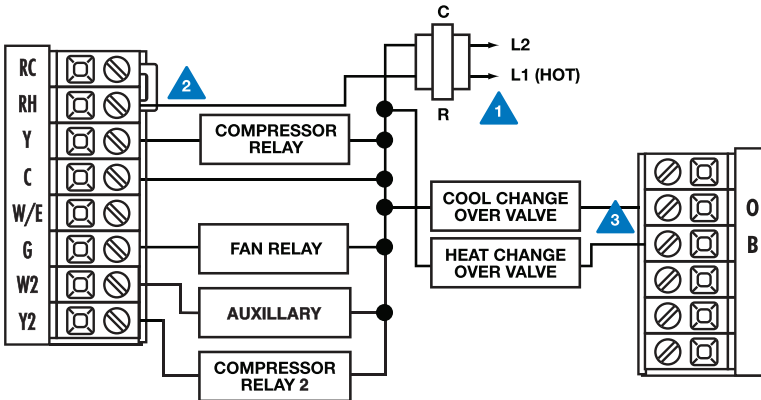 C
L2
L1 (HOT)
R
1
RC
2
RH
Y
COMPRESSOR
RELAY
C
W/E
COOL CHANGE
OVER VALVE
3
O
G
FAN RELAY
HEAT CHANGE
OVER VALVE
B
W2
AUXILLARY
Y2
COMPRESSOR
RELAY 2